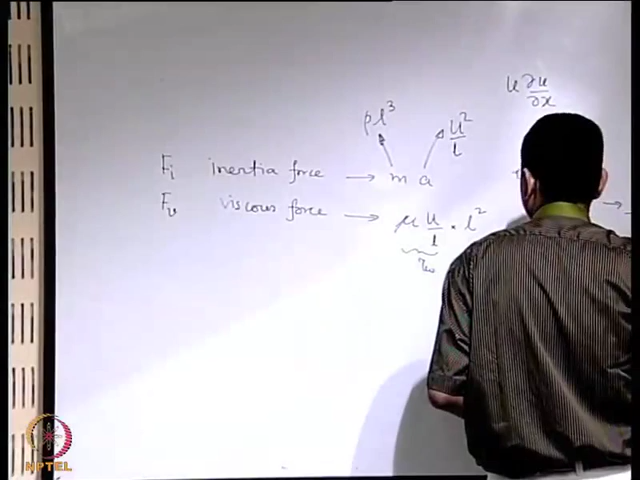 u ∂u/∂x
ρl³
u²/l
Fi inertia force → m a
Fv viscous force → μ u/l · l²
τw
NPTEL